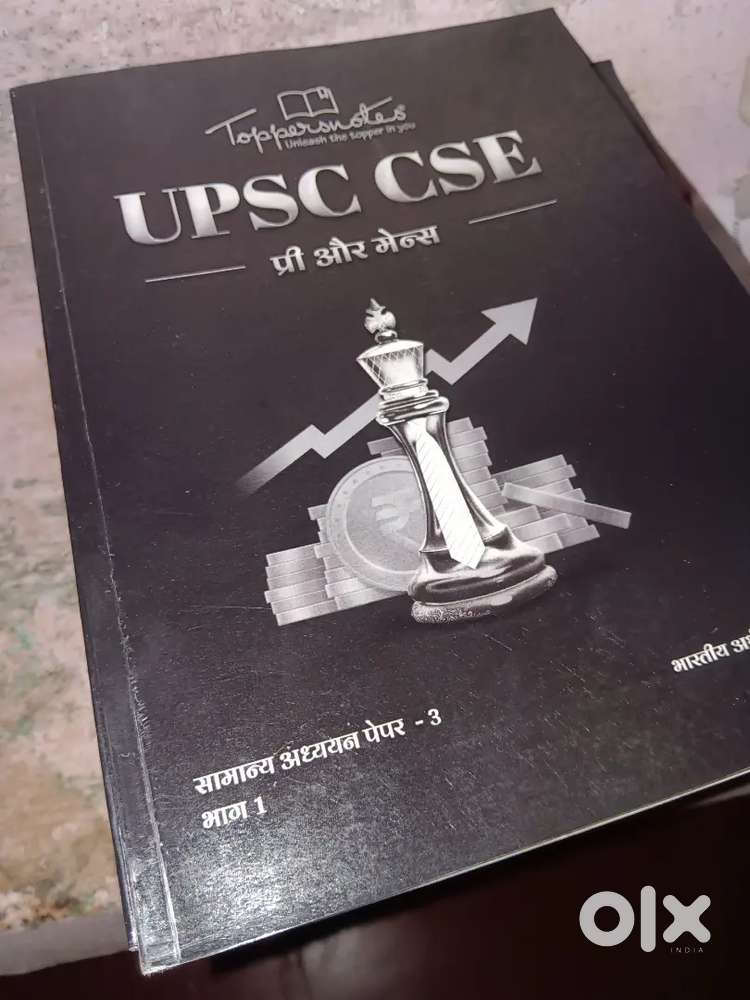 Toppersnotes
Unleash the topper in you
UPSC CSE
प्री और मेन्स
भारतीय
सामान्य अध्ययन पेपर - 3
भाग 1
olx
INDIA